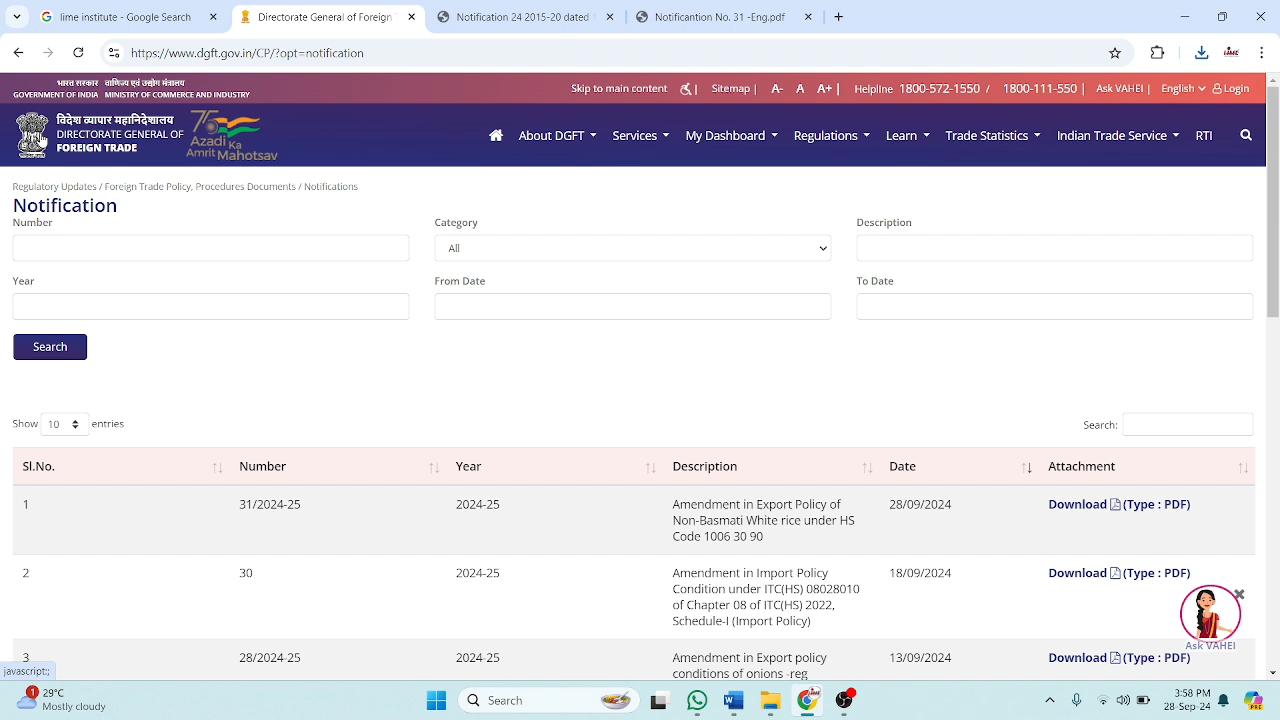 iime institute - Google Search
Directorate General of Foreign
Notification 24 2015-20 dated
Notification No. 31 -Eng.pdf
https://www.dgft.gov.in/CP/?opt=notification
भारत सरकार वाणिज्य एवं उद्योग मंत्रालय
GOVERNMENT OF INDIA MINISTRY OF COMMERCE AND INDUSTRY
Skip to main content | Sitemap | A- A A+ | Helpline 1800-572-1550 / 1800-111-550 | Ask VAHEI | English Login
विदेश व्यापार महानिदेशालय
DIRECTORATE GENERAL OF
FOREIGN TRADE
75
Azadi Ka
Amrit Mahotsav
About DGFT Services My Dashboard Regulations Learn Trade Statistics Indian Trade Service RTI
Regulatory Updates / Foreign Trade Policy, Procedures Documents / Notifications
Notification
Number Category Description
All
Year From Date To Date
Search
Show 10 entries Search:
Sl.No. Number Year Description Date Attachment
1 31/2024-25 2024-25 Amendment in Export Policy of 28/09/2024 Download (Type : PDF)
Non-Basmati White rice under HS
Code 1006 30 90
2 30 2024-25 Amendment in Import Policy 18/09/2024 Download (Type : PDF)
Condition under ITC(HS) 08028010
of Chapter 08 of ITC(HS) 2022,
Schedule-I (Import Policy)
3 28/2024-25 2024-25 Amendment in Export policy 13/09/2024 Download (Type : PDF)
conditions of onions -reg
Ask VAHEI
javascript:;
1
29°C
Mostly cloudy
Search
3:58 PM
28-Sep-24
PRE